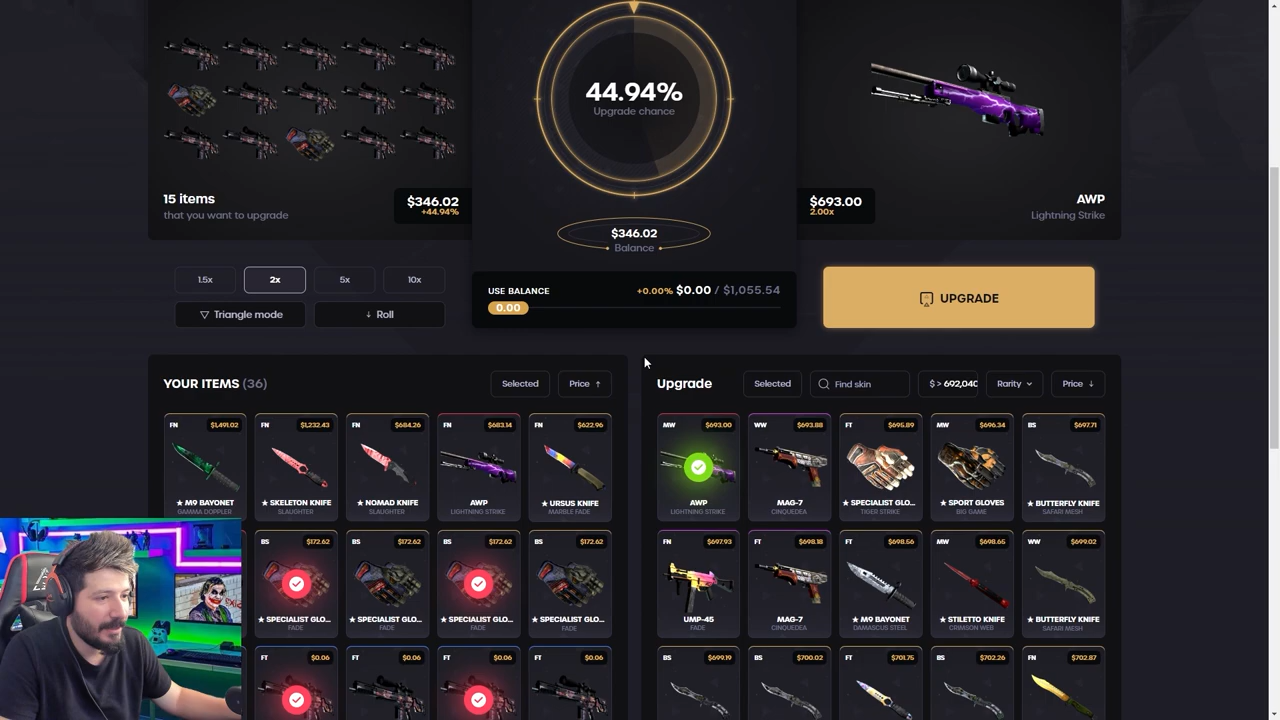 44.94%
Upgrade chance
15 items
that you want to upgrade
$346.02
+44.94%
$693.00
2.00x
AWP
Lightning Strike
$346.02
Balance
1.5x
2x
5x
10x
Triangle mode
Roll
USE BALANCE
+0.00% $0.00 / $1,055.54
0.00
UPGRADE
YOUR ITEMS (36)
Selected
Price
FN $1,491.02
★ M9 BAYONET
GAMMA DOPPLER
FN $1,232.43
★ SKELETON KNIFE
SLAUGHTER
FN $684.26
★ NOMAD KNIFE
SLAUGHTER
FN $683.14
AWP
LIGHTNING STRIKE
FN $622.96
★ URSUS KNIFE
MARBLE FADE
BS $172.62
★ SPECIALIST GLO...
FADE
BS $172.62
★ SPECIALIST GLO...
FADE
BS $172.62
★ SPECIALIST GLO...
FADE
BS $172.62
★ SPECIALIST GLO...
FADE
FT $0.06
FT $0.06
FT $0.06
FT $0.06
Upgrade
Selected
Find skin
$ > 692,040
Rarity
Price
MW $693.00
AWP
LIGHTNING STRIKE
WW $693.88
MAG-7
CINQUEDEA
FT $695.89
★ SPECIALIST GLO...
TIGER STRIKE
MW $696.34
★ SPORT GLOVES
BIG GAME
BS $697.71
★ BUTTERFLY KNIFE
SAFARI MESH
FN $697.93
UMP-45
FADE
FT $698.18
MAG-7
CINQUEDEA
FT $698.56
★ M9 BAYONET
DAMASCUS STEEL
MW $698.65
★ STILETTO KNIFE
CRIMSON WEB
WW $699.02
★ BUTTERFLY KNIFE
SAFARI MESH
BS $699.19
BS $700.02
FT $701.75
BS $702.26
FN $702.87